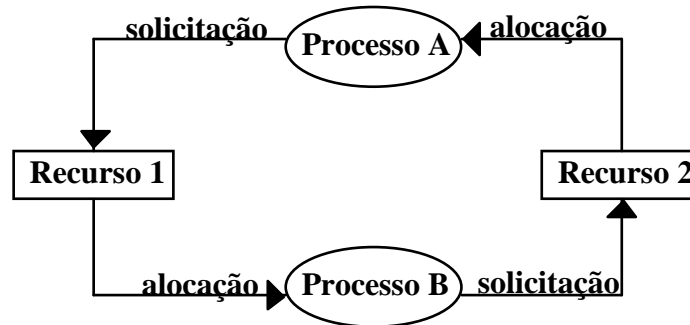 solicitação
Processo A
alocação
Recurso 1
Recurso 2
alocação
Processo B
solicitação